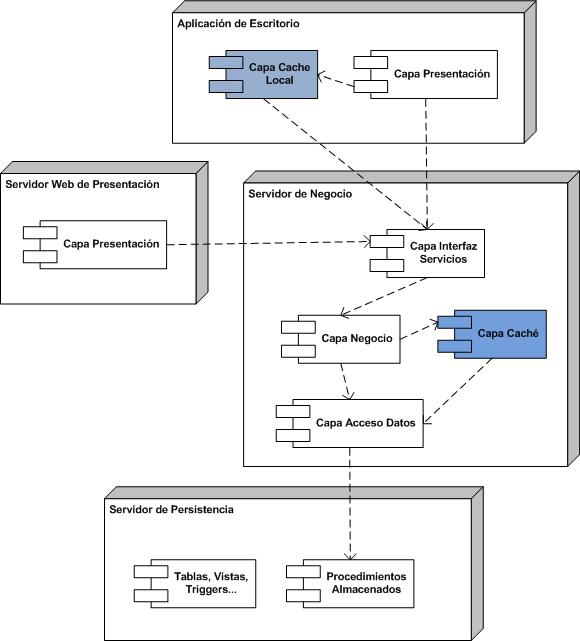 Aplicación de Escritorio
Capa Cache
Local
Capa Presentación
Servidor Web de Presentación
Capa Presentación
Servidor de Negocio
Capa Interfaz
Servicios
Capa Negocio
Capa Caché
Capa Acceso Datos
Servidor de Persistencia
Tablas, Vistas,
Triggers...
Procedimientos
Almacenados